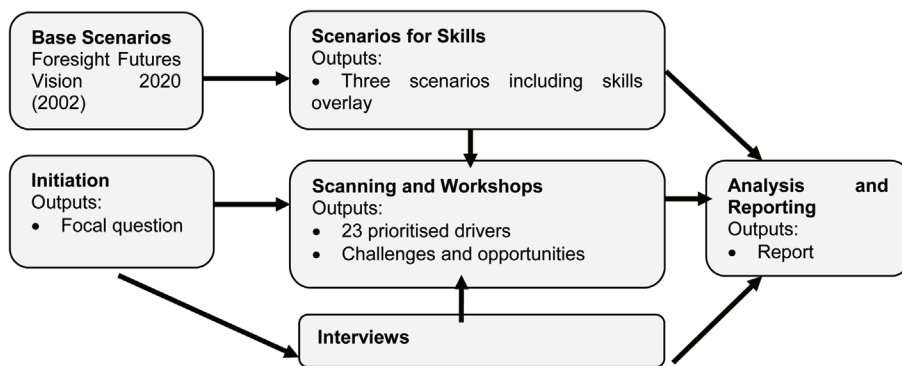 Base Scenarios
Foresight Futures
Vision 2020
(2002)
Scenarios for Skills
Outputs:
• Three scenarios including skills
overlay
Initiation
Outputs:
• Focal question
Scanning and Workshops
Outputs:
• 23 prioritised drivers
• Challenges and opportunities
Analysis and
Reporting
Outputs:
• Report
Interviews